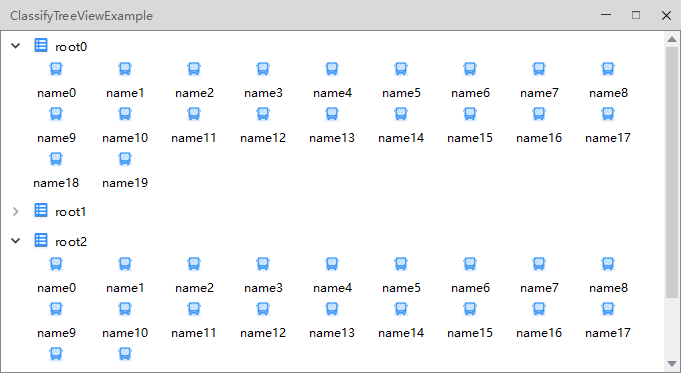 ClassifyTreeViewExample
root0
name0 name1 name2 name3 name4 name5 name6 name7 name8
name9 name10 name11 name12 name13 name14 name15 name16 name17
name18 name19
root1
root2
name0 name1 name2 name3 name4 name5 name6 name7 name8
name9 name10 name11 name12 name13 name14 name15 name16 name17